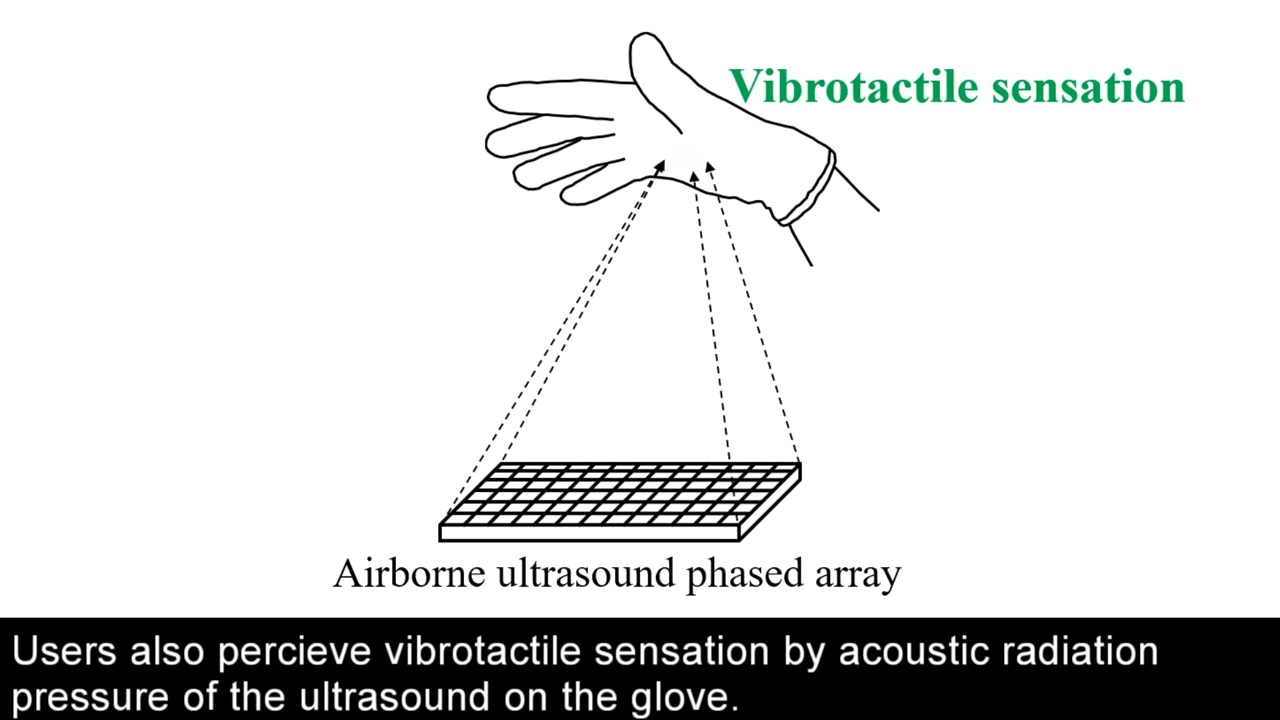 Vibrotactile sensation
Airborne ultrasound phased array
Users also percieve vibrotactile sensation by acoustic radiation
pressure of the ultrasound on the glove.